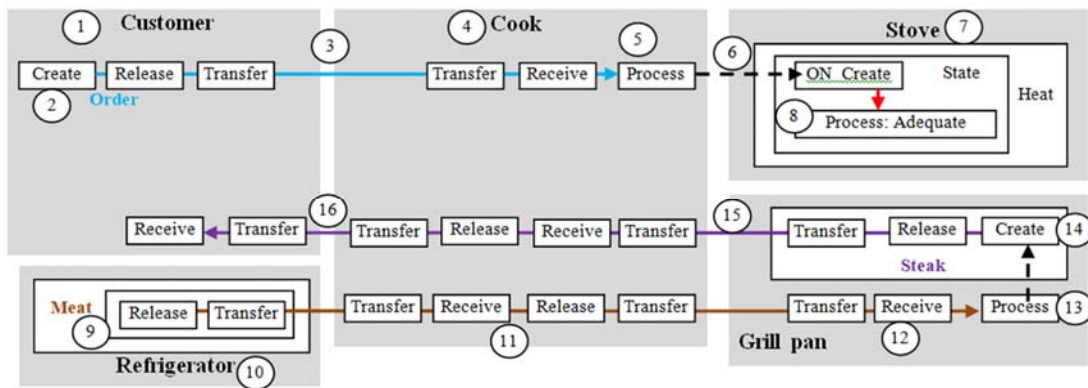 1 Customer 3 4 Cook 5 6 Stove 7
Create Release Transfer Transfer Receive Process ON Create State
2 Order Heat
8 Process: Adequate
16 15
Receive Transfer Transfer Release Receive Transfer Transfer Release Create 14
Steak
Meat
9 Release Transfer Transfer Receive Release Transfer Transfer Receive Process 13
11 12
Refrigerator 10 Grill pan